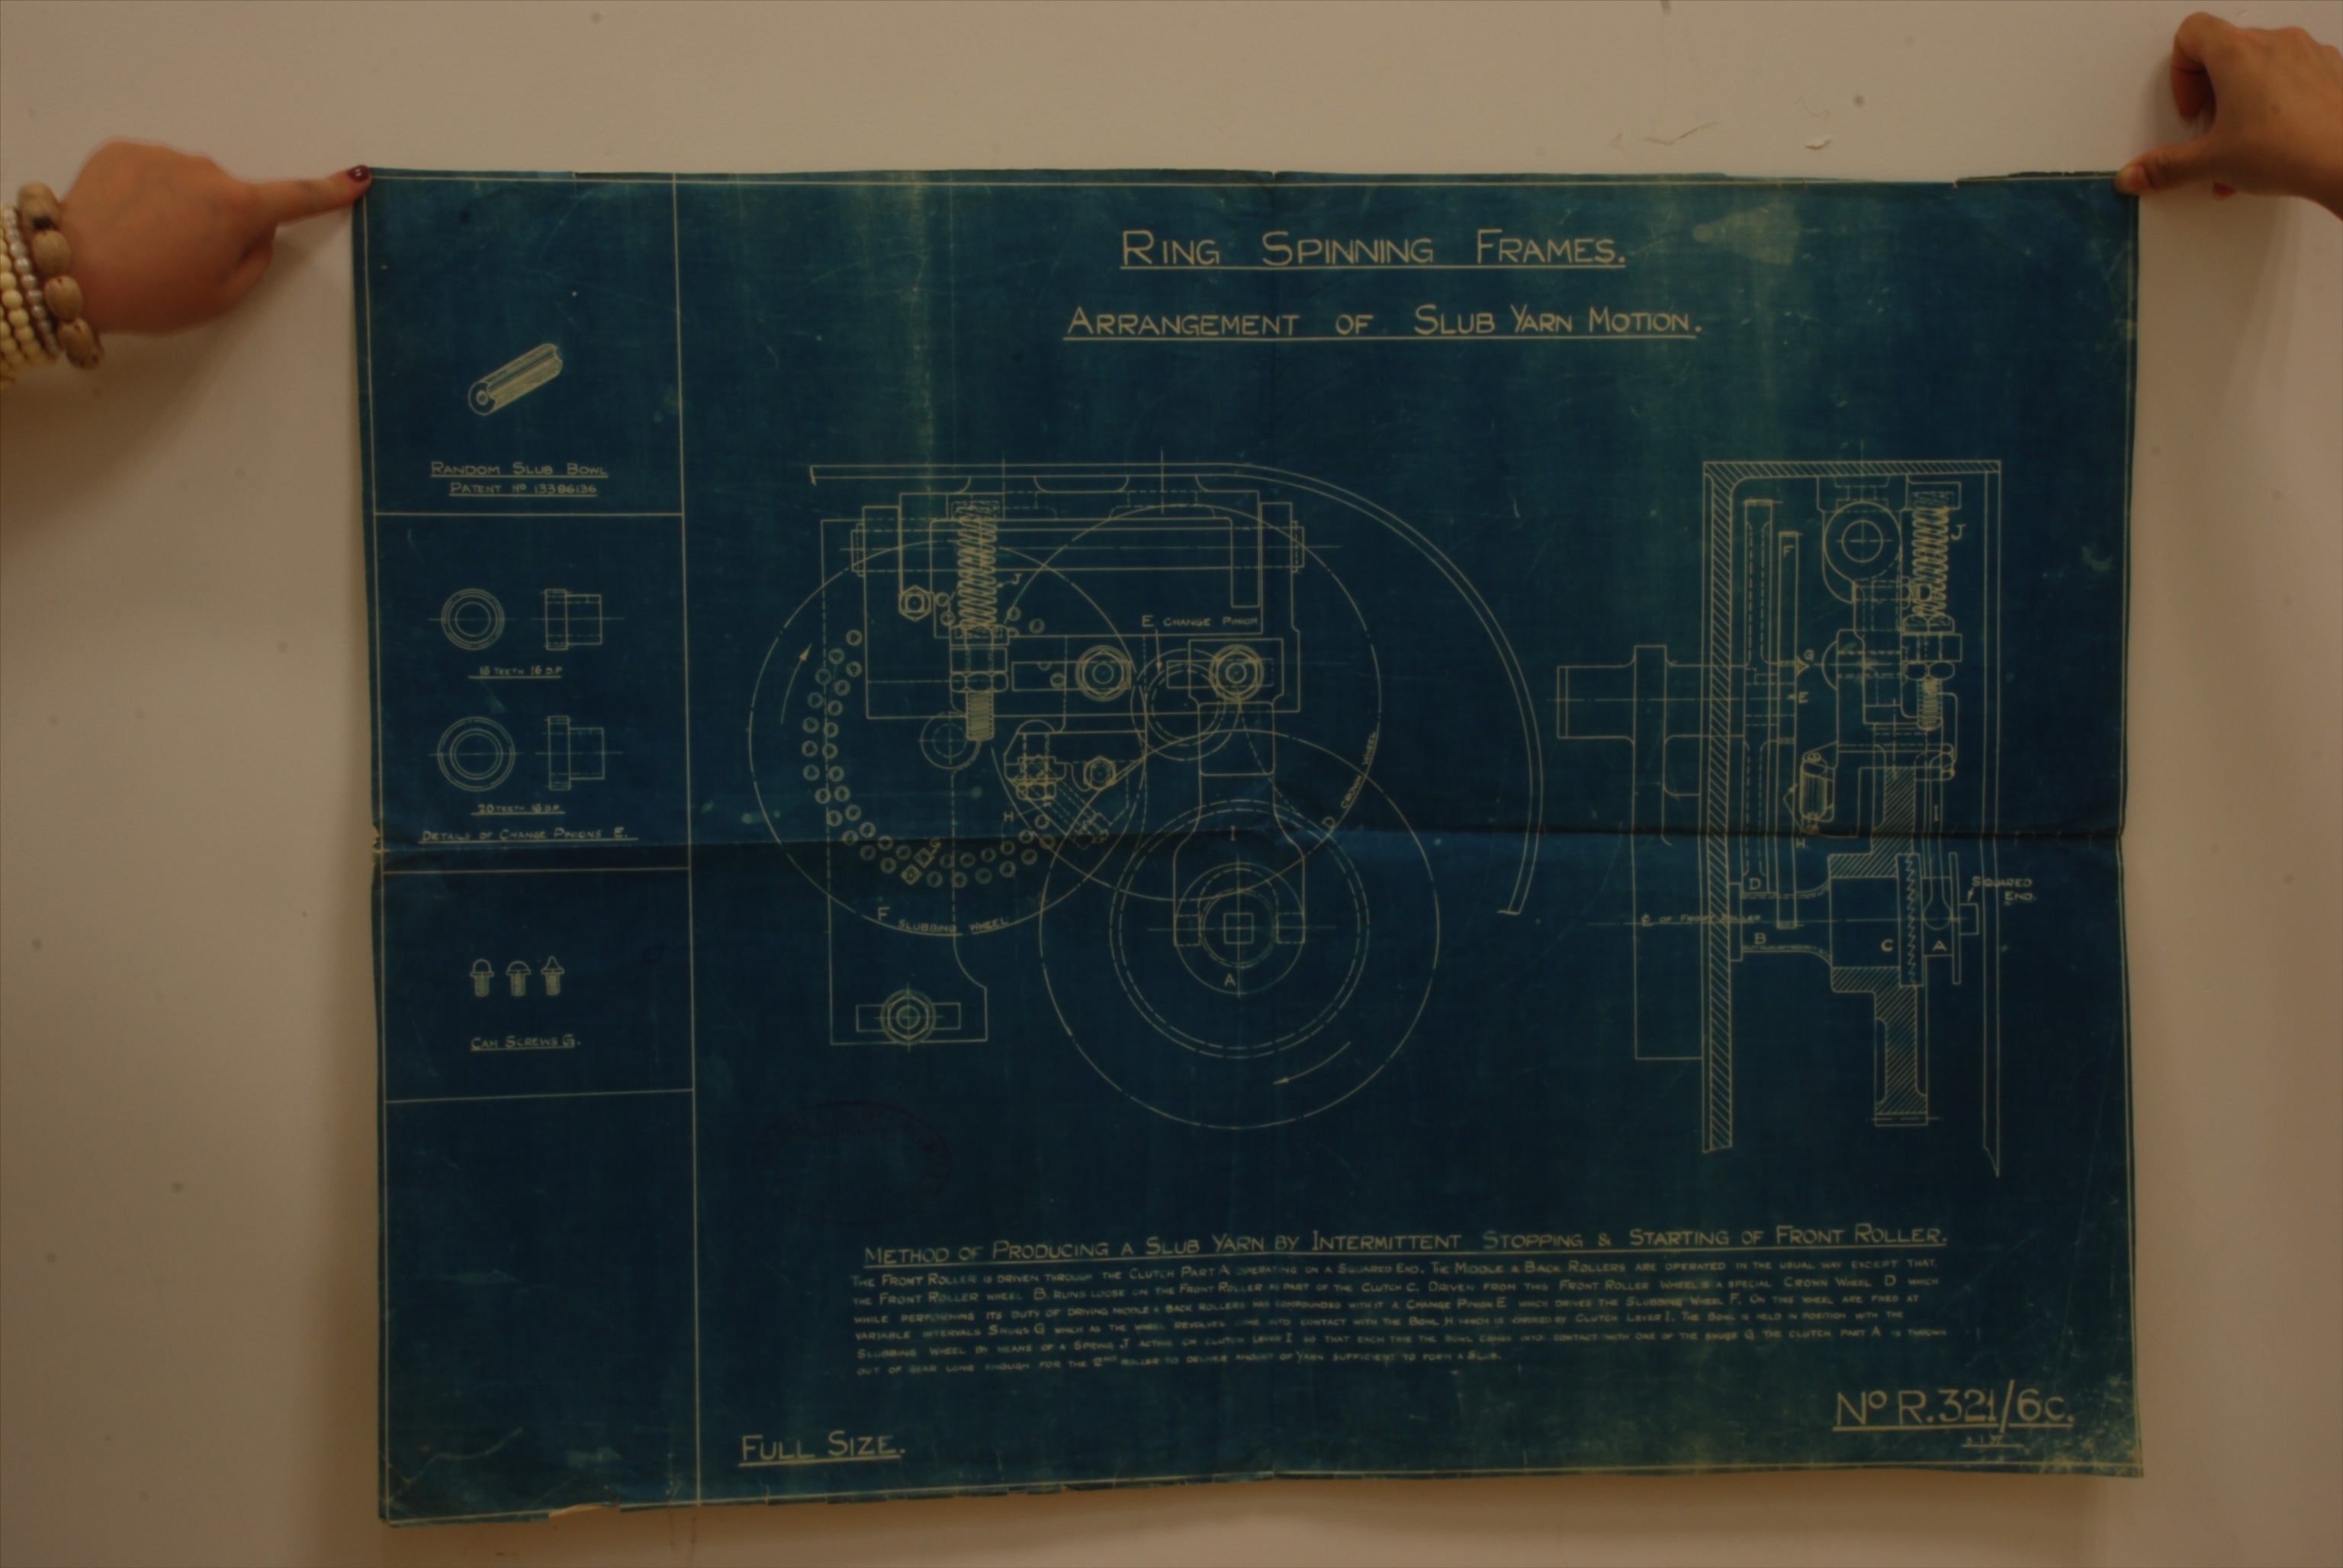 RING SPINNING FRAMES.
ARRANGEMENT OF SLUB YARN MOTION.
RANDOM SLUB BOWL
PATENT Nº 13386136
16 TEETH 16 D.P
20 TEETH 16 D.P.
DETAILS OF CHANGE PINIONS E.
CAM SCREWS G.
J
E CHANGE PINION
H
G
D CROWN WHEEL
I
F SLUBBING WHEEL
A
F
J
G
E
H
I
D
SQUARED
END.
₵ OF FRONT ROLLER
B
C
A
METHOD OF PRODUCING A SLUB YARN BY INTERMITTENT STOPPING & STARTING OF FRONT ROLLER.
THE FRONT ROLLER IS DRIVEN THROUGH THE CLUTCH PART A OPERATING ON A SQUARED END. THE MIDDLE & BACK ROLLERS ARE OPERATED IN THE USUAL WAY EXCEPT THAT
THE FRONT ROLLER WHEEL B. RUNS LOOSE ON THE FRONT ROLLER AS PART OF THE CLUTCH C. DRIVEN FROM THIS FRONT ROLLER WHEEL IS A SPECIAL CROWN WHEEL D WHICH
WHILE PERFORMING ITS DUTY OF DRIVING MIDDLE & BACK ROLLERS HAS COMPOUNDED WITH IT A CHANGE PINION E WHICH DRIVES THE SLUBBING WHEEL F. ON THIS WHEEL ARE FIXED AT
VARIABLE INTERVALS SNUGS G WHICH AS THE WHEEL REVOLVES COME INTO CONTACT WITH THE BOWL H WHICH IS CARRIED BY CLUTCH LEVER I. THE BOWL IS HELD IN POSITION WITH THE
SLUBBING WHEEL BY MEANS OF A SPRING J ACTING ON CLUTCH LEVER I SO THAT EACH TIME THE BOWL COMES INTO CONTACT WITH ONE OF THE SNUGS G THE CLUTCH PART A IS THROWN
OUT OF GEAR LONG ENOUGH FOR THE 2ND ROLLER TO DELIVER AMOUNT OF YARN SUFFICIENT TO FORM A SLUB.
FULL SIZE.
Nº R.321/6C.